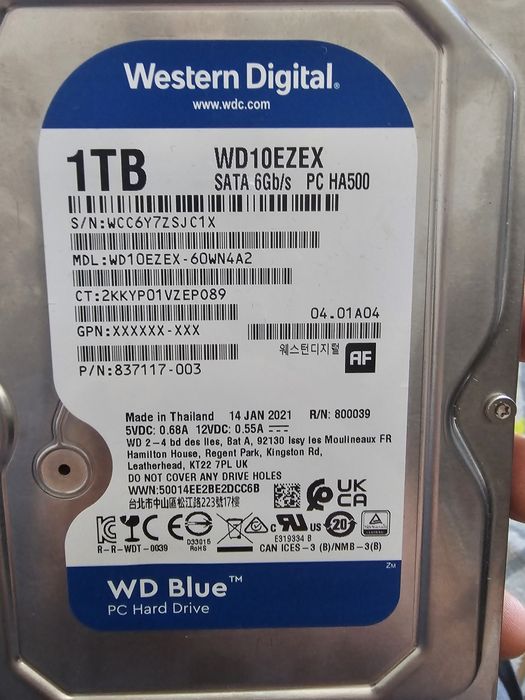 Western Digital®
www.wdc.com
1TB WD10EZEX
SATA 6Gb/s PC HA500
S/N:WCC6Y7ZSJC1X
MDL:WD10EZEX-60WN4A2
CT:2KKYP01VZEP089
04.01A04
GPN:XXXXXX-XXX
웨스턴디지털 AF
P/N:837117-003
Made in Thailand 14 JAN 2021 R/N: 800039
5VDC: 0.68A 12VDC: 0.55A
WD 2-4 bd des Iles, Bat A, 92130 Issy les Moulineaux FR
Hamilton House, Regent Park, Kingston Rd,
Leatherhead, KT22 7PL UK
DO NOT COVER ANY DRIVE HOLES
WWN:50014EE2BE2DCC6B
台北市中山區松江路223號17樓
UK
CA
C US 20
R-R-WDT-0039 D33015 RoHS E319334 B CAN ICES-3 (B)/NMB-3(B)
ZM
WD Blue™
PC Hard Drive